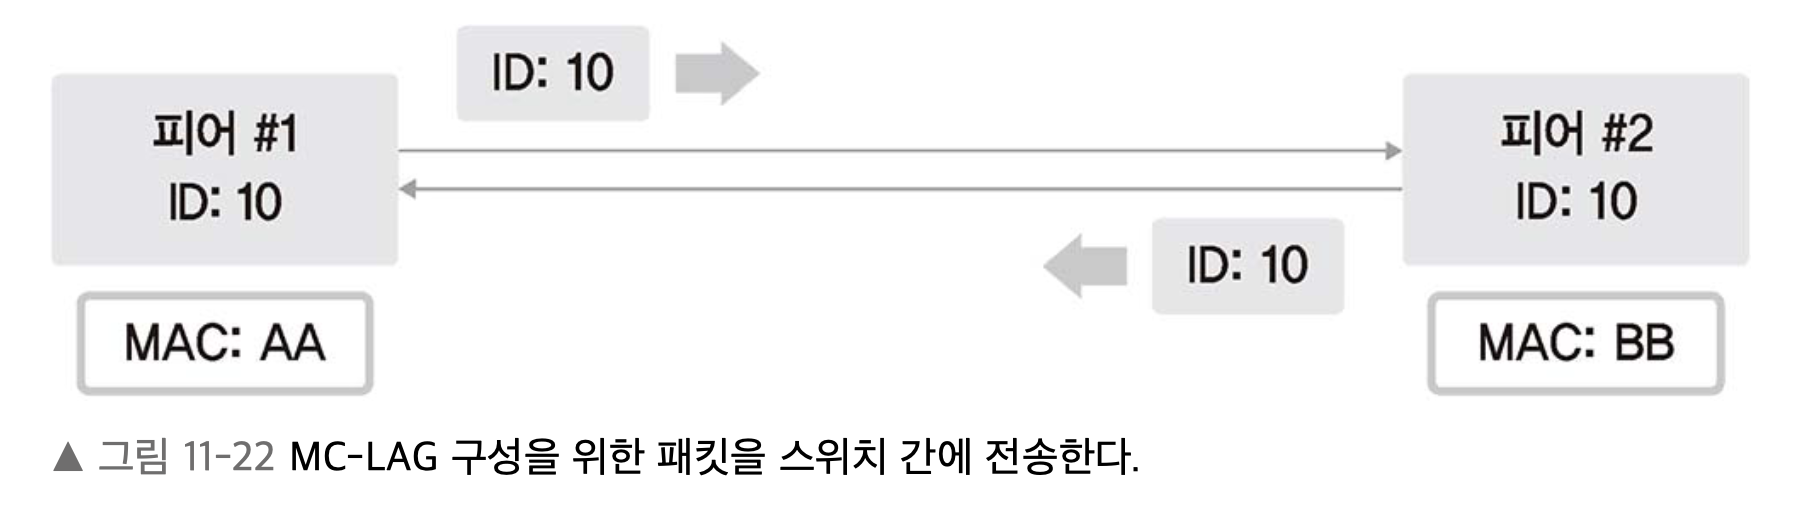 ID: 10
피어 #1
ID: 10
피어 #2
ID: 10
ID: 10
MAC: AA
MAC: BB
▲ 그림 11-22 MC-LAG 구성을 위한 패킷을 스위치 간에 전송한다.